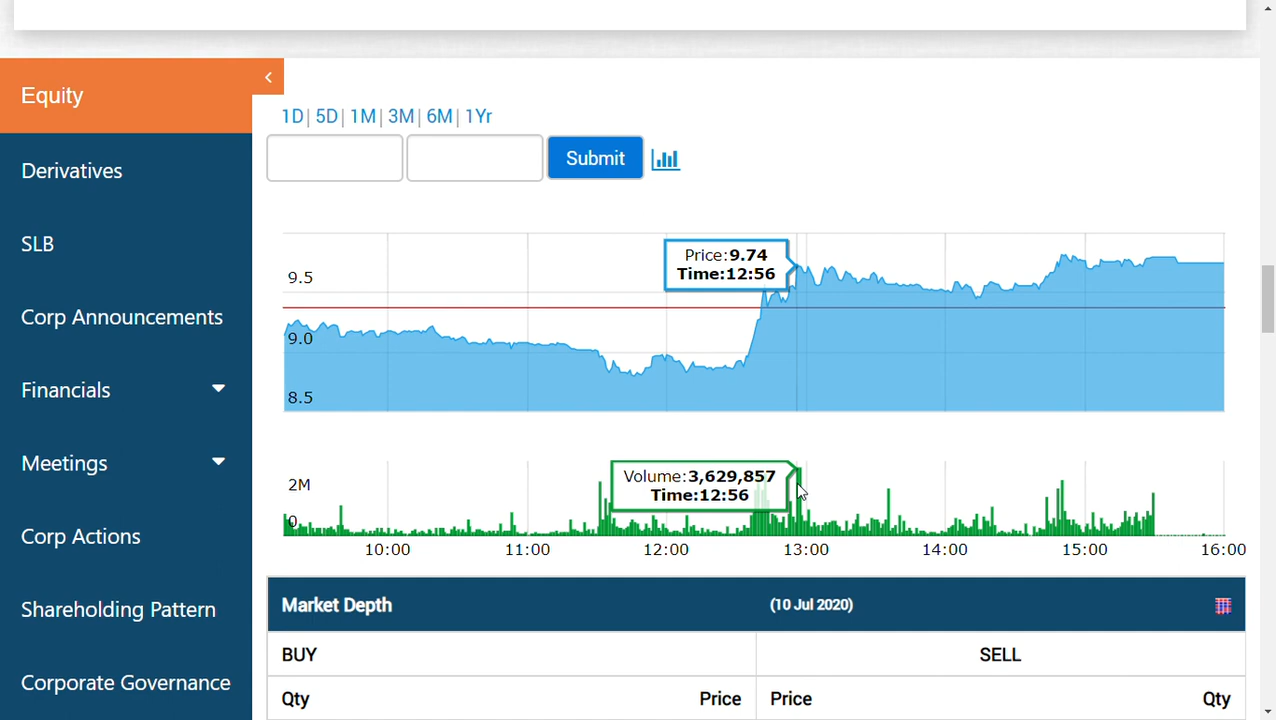 Equity
Derivatives
SLB
Corp Announcements
Financials
Meetings
Corp Actions
Shareholding Pattern
Corporate Governance
1D| 5D| 1M| 3M| 6M| 1Yr
Submit
Price:9.74
Time:12:56
9.5
9.0
8.5
Volume:3,629,857
Time:12:56
2M
0
10:00 11:00 12:00 13:00 14:00 15:00 16:00
Market Depth (10 Jul 2020)
BUY SELL
Qty Price Price Qty